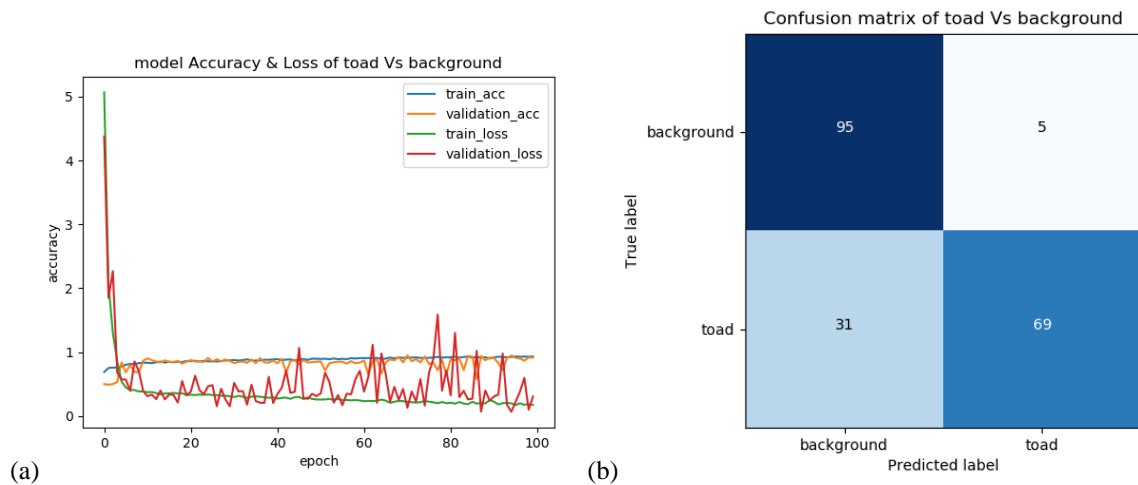 model Accuracy & Loss of toad Vs background
train_acc
validation_acc
train_loss
validation_loss
5
4
3
2
1
0
accuracy
0
20
40
60
80
100
epoch
(a)
Confusion matrix of toad Vs background
95
5
31
69
background
toad
True label
background
toad
Predicted label
(b)